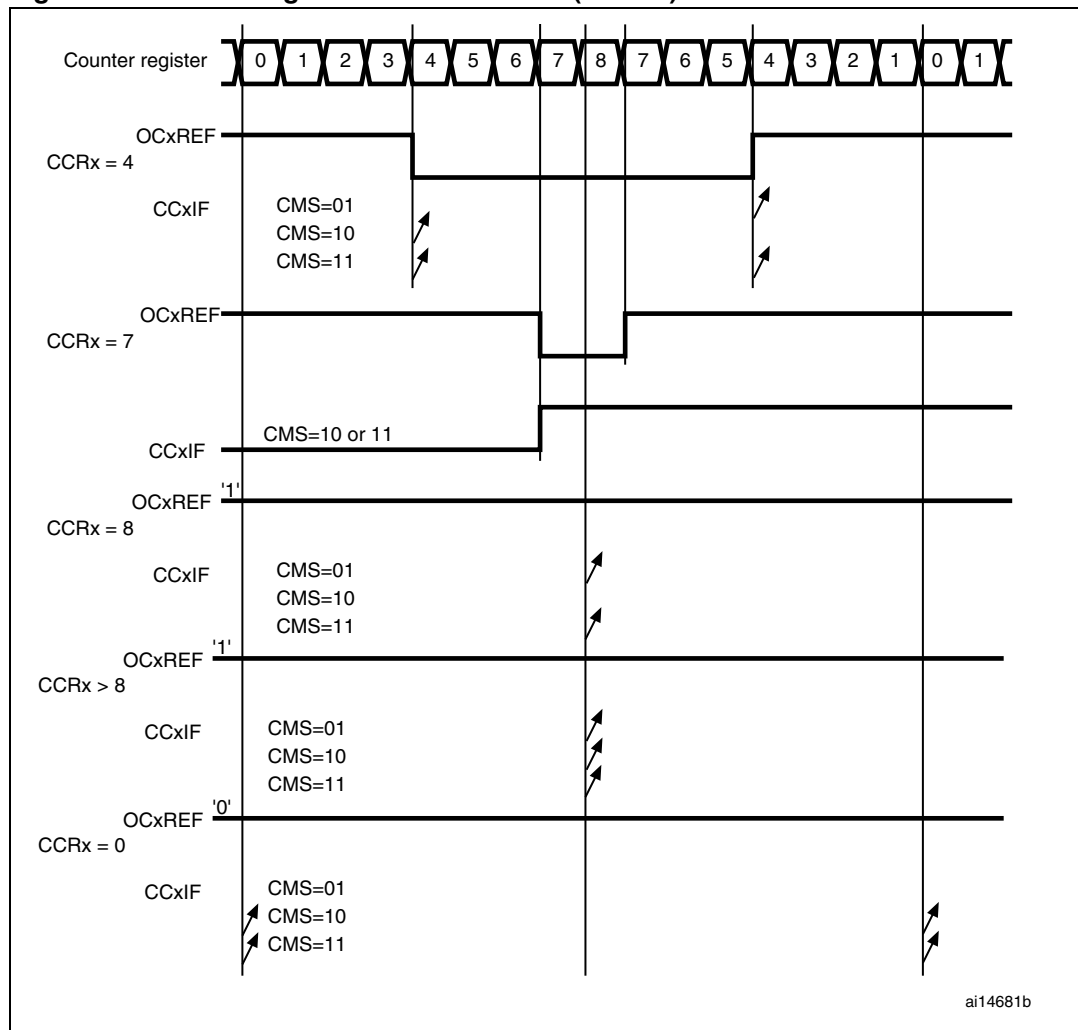 Counter register 0 1 2 3 4 5 6 7 8 7 6 5 4 3 2 1 0 1
OCxREF
CCRx = 4
CCxIF CMS=01
CMS=10
CMS=11
OCxREF
CCRx = 7
CMS=10 or 11
CCxIF
'1'
OCxREF
CCRx = 8
CCxIF CMS=01
CMS=10
CMS=11
'1'
OCxREF
CCRx > 8
CCxIF CMS=01
CMS=10
CMS=11
'0'
OCxREF
CCRx = 0
CCxIF CMS=01
CMS=10
CMS=11
ai14681b